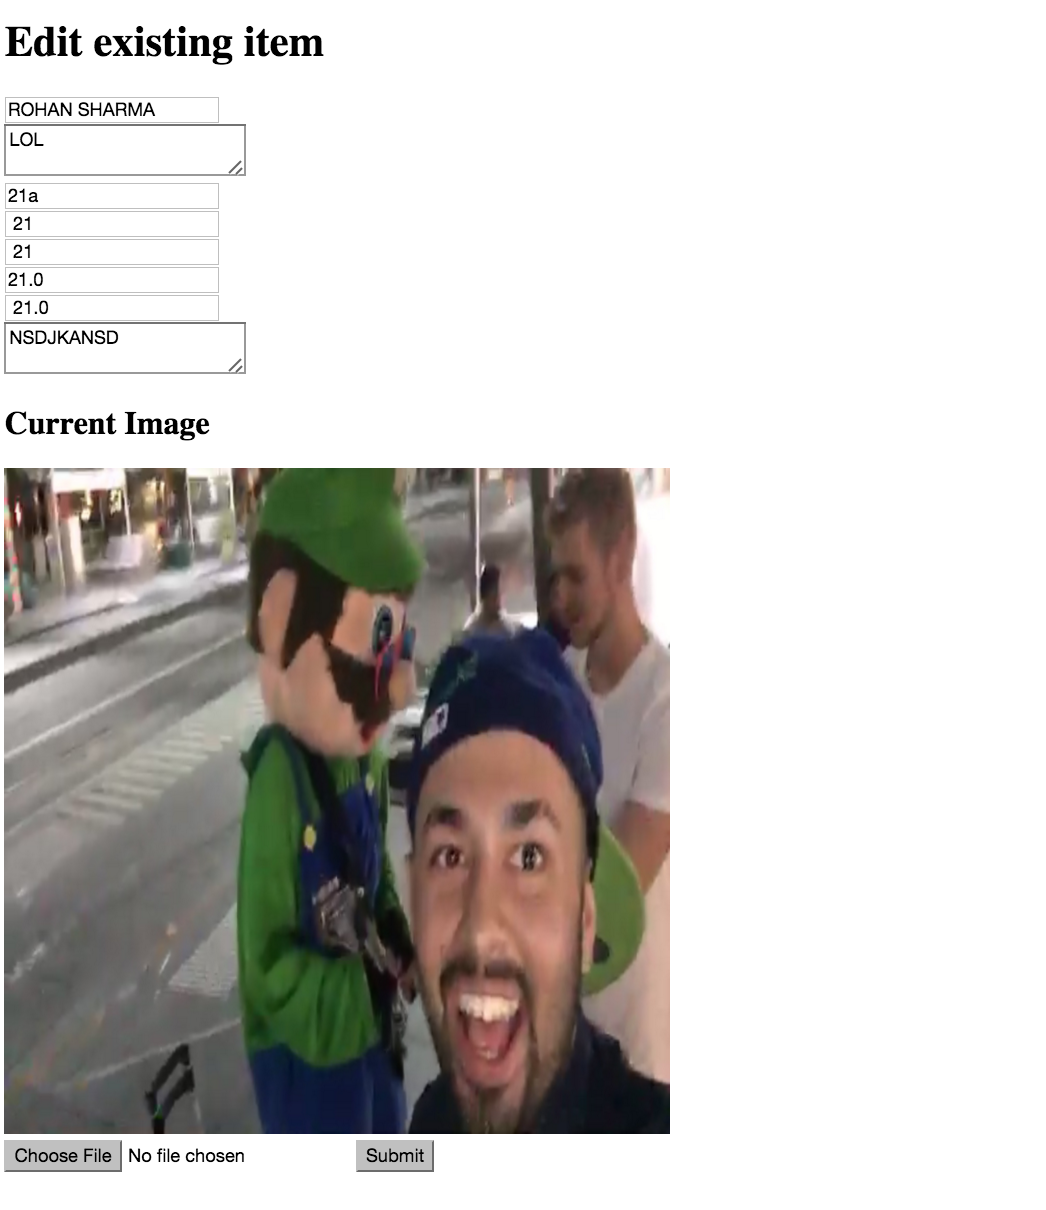 Edit existing item
ROHAN SHARMA
LOL
21a
21
21
21.0
21.0
NSDJKANSD
Current Image
Choose File No file chosen Submit